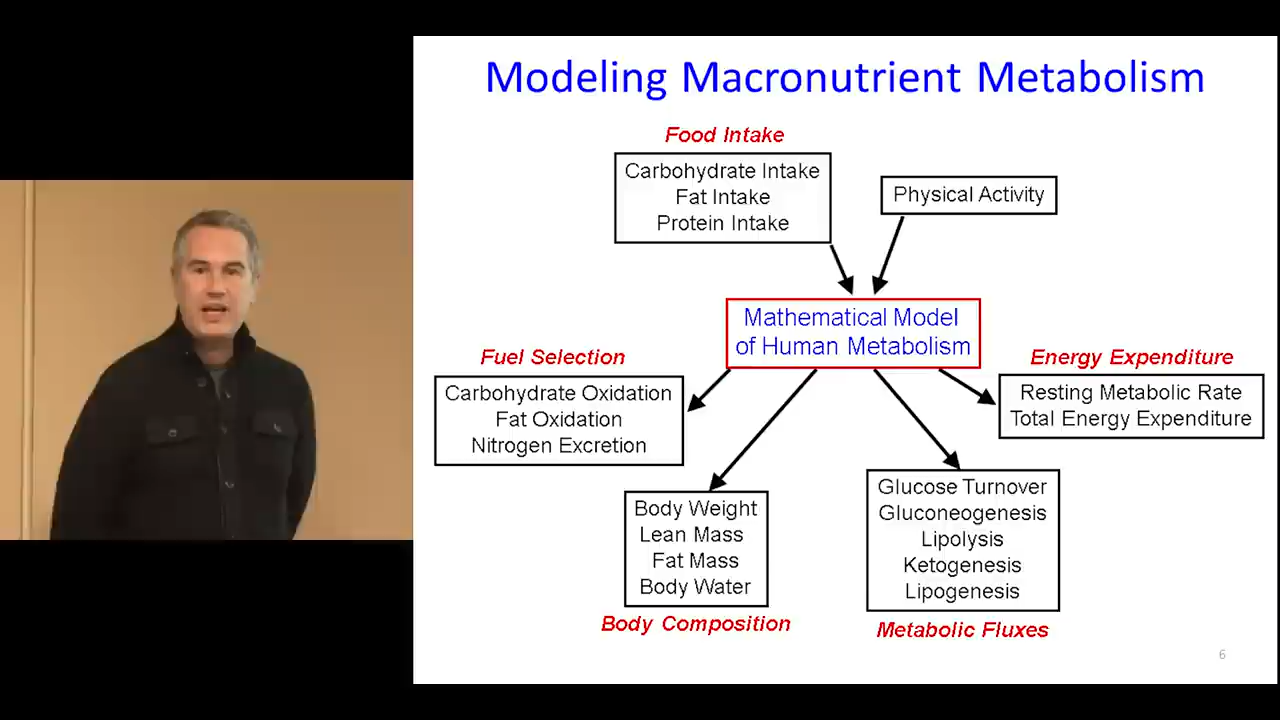 Modeling Macronutrient Metabolism
Food Intake
Carbohydrate Intake
Fat Intake
Protein Intake
Physical Activity
Mathematical Model
of Human Metabolism
Fuel Selection
Carbohydrate Oxidation
Fat Oxidation
Nitrogen Excretion
Energy Expenditure
Resting Metabolic Rate
Total Energy Expenditure
Body Weight
Lean Mass
Fat Mass
Body Water
Body Composition
Glucose Turnover
Gluconeogenesis
Lipolysis
Ketogenesis
Lipogenesis
Metabolic Fluxes
6